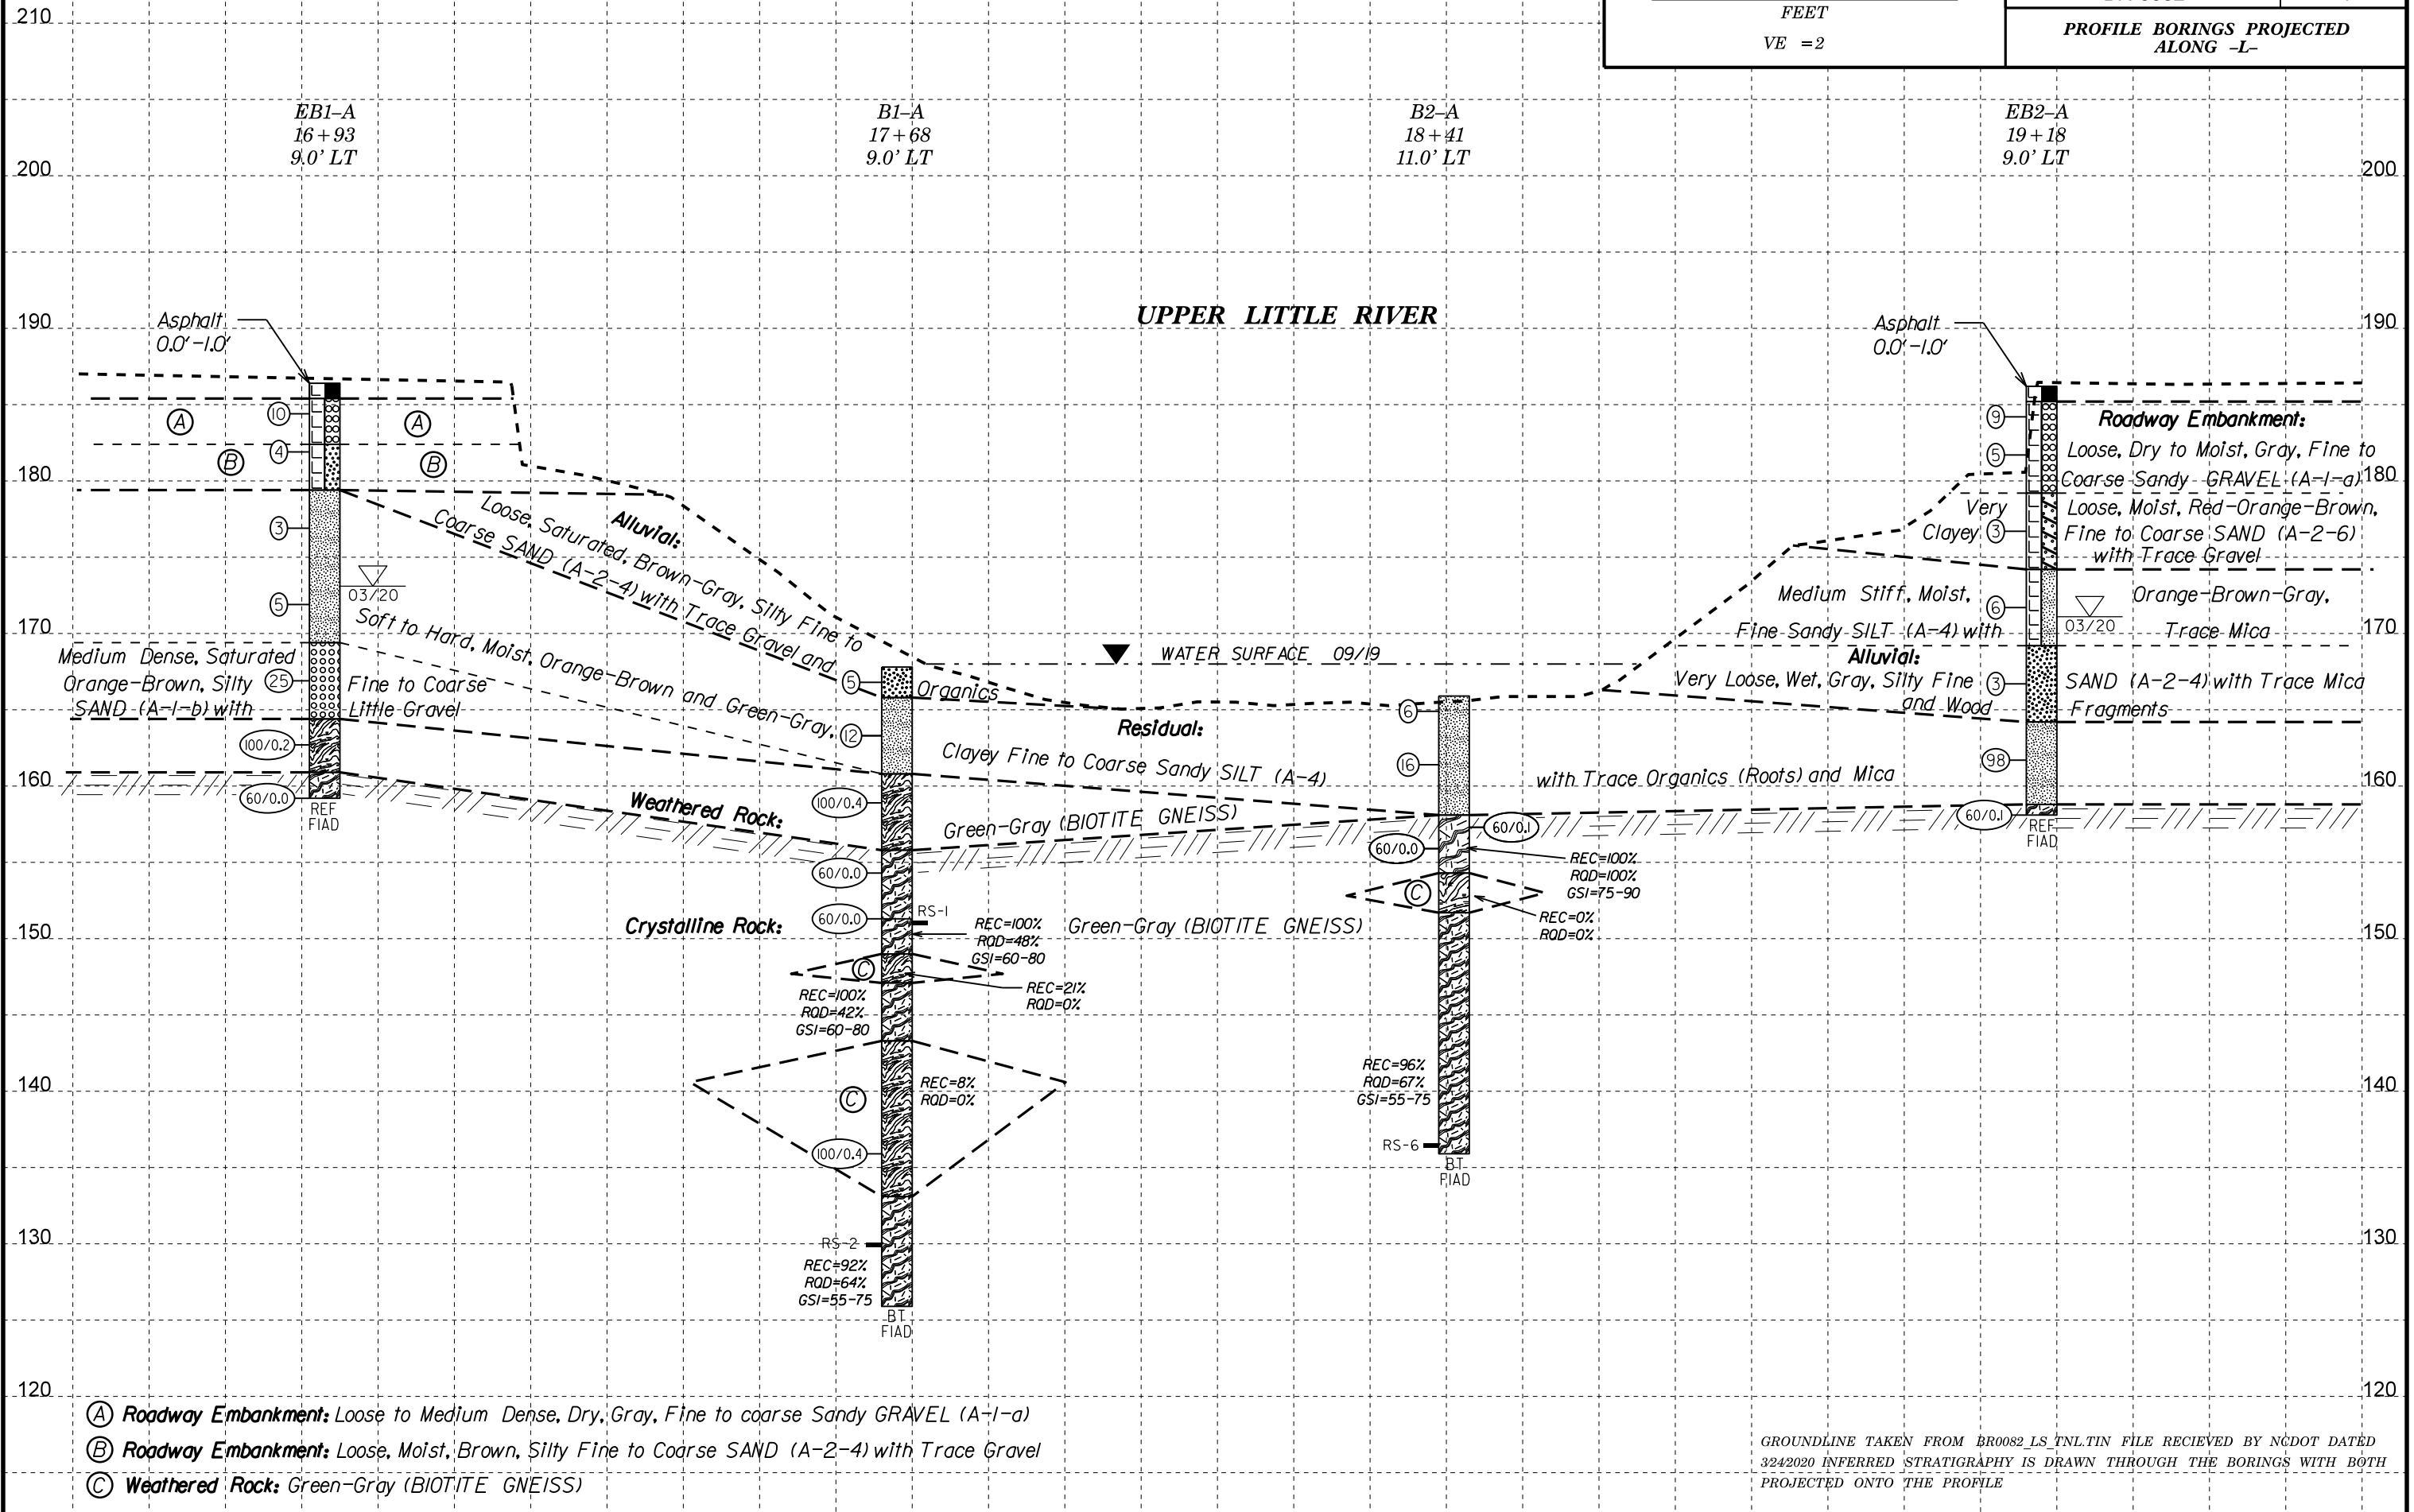 FEET
VE =2
PROFILE BORINGS PROJECTED
ALONG -L-
210
EB1-A
16+93
9.0' LT
B1-A
17+68
9.0' LT
B2-A
18+41
11.0' LT
EB2-A
19+18
9.0' LT
200
200
190
190
UPPER LITTLE RIVER
Asphalt
0.0'-1.0'
Asphalt
0.0'-1.0'
A
10
A
B
4
B
180
180
3
03/20
5
170
170
Medium Dense, Saturated
Orange-Brown, Silty
25
Fine to Coarse
SAND (A-1-b) with
Little Gravel
100/0.2
60/0.0
REF
FIAD
160
160
Alluvial:
Loose, Saturated, Brown-Gray, Silty Fine to
Coarse SAND (A-2-4) with Trace Gravel and
Organics
Soft to Hard, Moist, Orange-Brown and Green-Gray,
5
12
WATER SURFACE 09/19
Residual:
Clayey Fine to Coarse Sandy SILT (A-4)
with Trace Organics (Roots) and Mica
Weathered Rock:
Green-Gray (BIOTITE GNEISS)
100/0.4
60/0.0
60/0.0
RS-1
Crystalline Rock:
Green-Gray (BIOTITE GNEISS)
REC=100%
RQD=48%
GSI=60-80
C
REC=21%
RQD=0%
REC=100%
RQD=42%
GSI=60-80
REC=8%
RQD=0%
C
100/0.4
RS-2
REC=92%
RQD=64%
GSI=55-75
BT
FIAD
6
16
60/0.1
60/0.0
REC=100%
RQD=100%
GSI=75-90
C
REC=0%
RQD=0%
REC=96%
RQD=67%
GSI=55-75
RS-6
BT
FIAD
9
Roadway Embankment:
5
Loose, Dry to Moist, Gray, Fine to
Coarse Sandy GRAVEL (A-1-a)
Very Loose, Moist, Red-Orange-Brown,
Clayey 3 Fine to Coarse SAND (A-2-6)
with Trace Gravel
Medium Stiff, Moist, 6 Orange-Brown-Gray,
03/20
Fine Sandy SILT (A-4) with Trace Mica
Alluvial:
Very Loose, Wet, Gray, Silty Fine 3 SAND (A-2-4) with Trace Mica
and Wood Fragments
98
60/0.1
REF
FIAD
150
150
140
140
130
130
120
120
A Roadway Embankment: Loose to Medium Dense, Dry, Gray, Fine to coarse Sandy GRAVEL (A-1-a)
B Roadway Embankment: Loose, Moist, Brown, Silty Fine to Coarse SAND (A-2-4) with Trace Gravel
C Weathered Rock: Green-Gray (BIOTITE GNEISS)
GROUNDLINE TAKEN FROM BR0082_LS_TNL.TIN FILE RECIEVED BY NCDOT DATED
3/24/2020 INFERRED STRATIGRAPHY IS DRAWN THROUGH THE BORINGS WITH BOTH
PROJECTED ONTO THE PROFILE